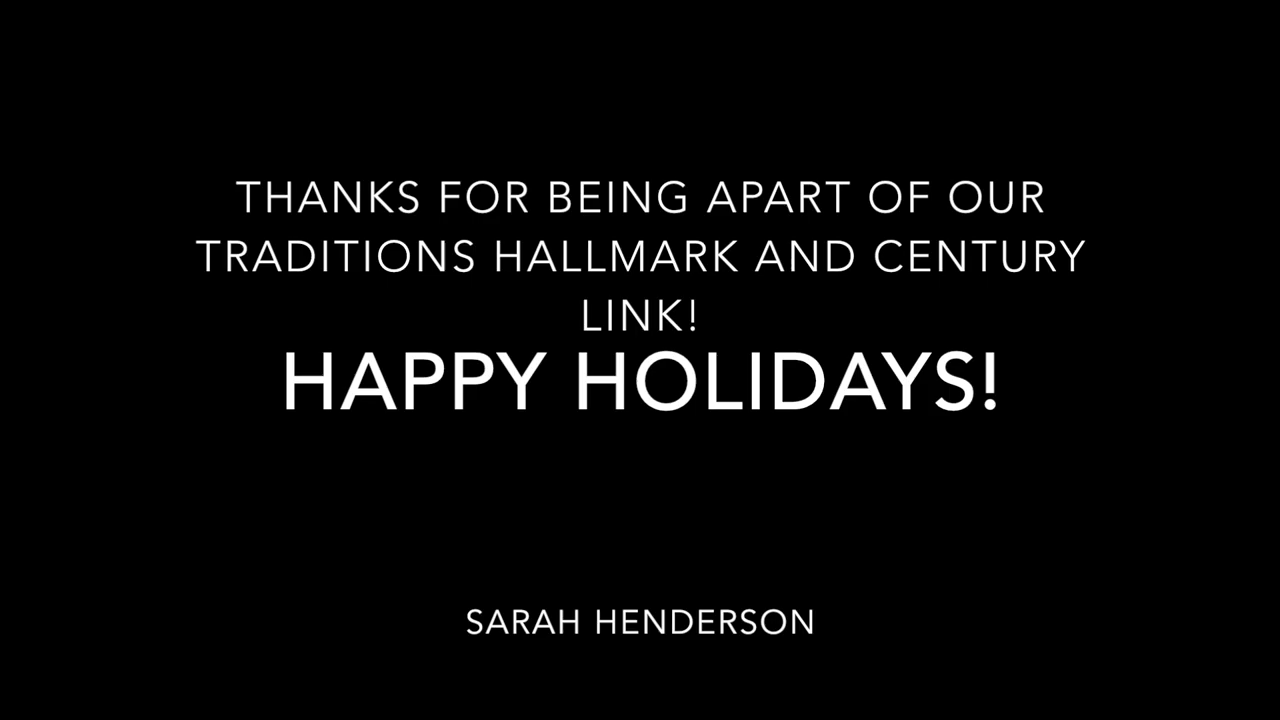 THANKS FOR BEING APART OF OUR
TRADITIONS HALLMARK AND CENTURY
LINK!
HAPPY HOLIDAYS!
SARAH HENDERSON